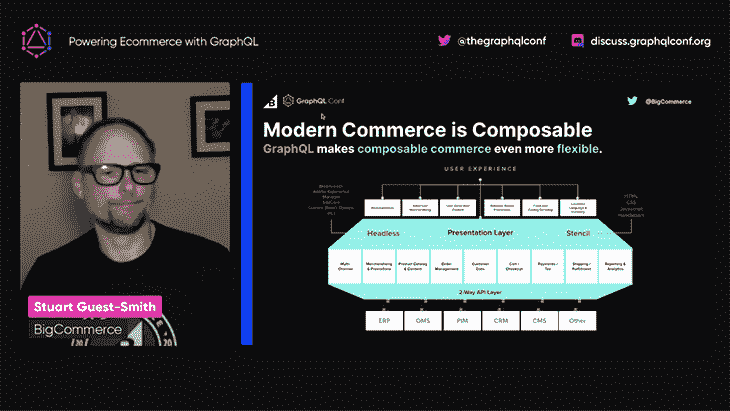 Powering Ecommerce with GraphQL
@thegraphqlconf
discuss.graphqlconf.org
GraphQL Conf
@BigCommerce
Modern Commerce is Composable
GraphQL makes composable commerce even more flexible.
USER EXPERIENCE
HTML
CSS
Headless
Presentation Layer
Stencil
Multi-Channel
Merchandising & Promotions
Product Catalog & Content
Order Management
Customer Data
Cart / Checkout
Payments / Tax
Shipping / Fulfillment
Reporting & Analytics
2-Way API Layer
ERP
OMS
PIM
CRM
CMS
Other
Stuart Guest-Smith
BigCommerce